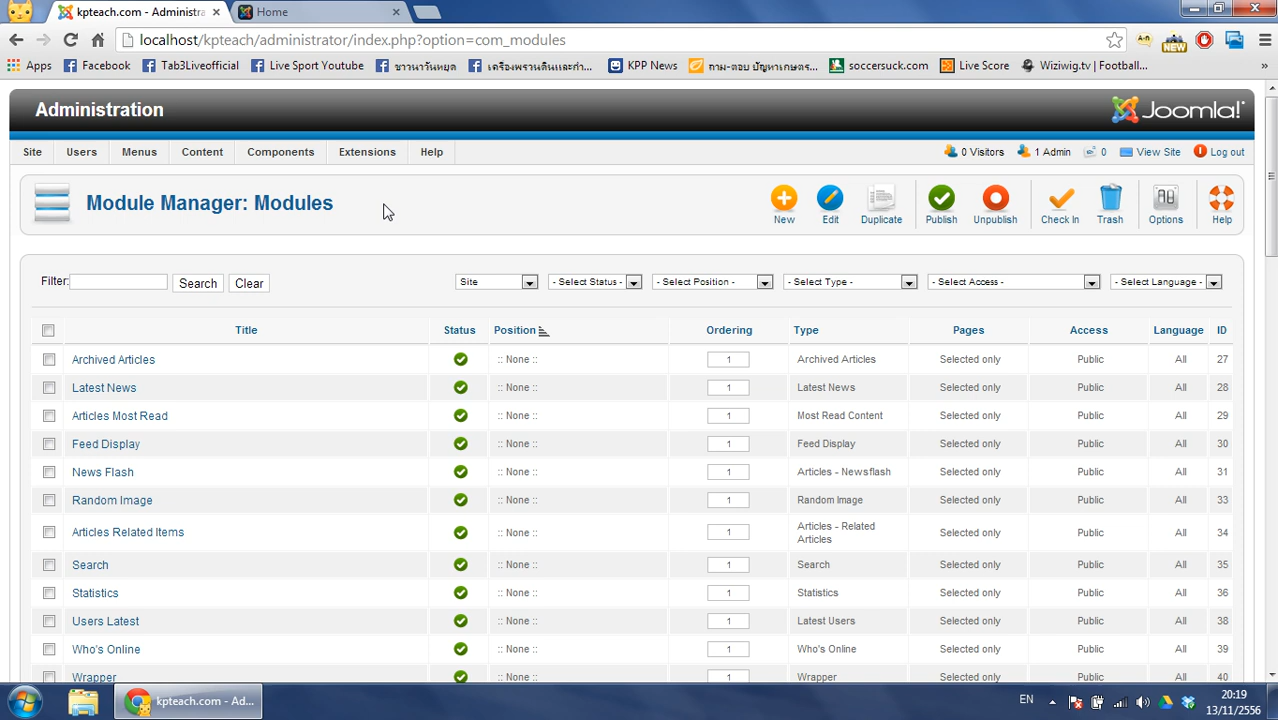 kpteach.com - Administra
Home
localhost/kpteach/administrator/index.php?option=com_modules
Apps Facebook Tab3Liveofficial Live Sport Youtube ชาวนาวันหยุด เครื่องพรานดินและกำ... KPP News ถาม-ตอบ ปัญหาเกษตร... soccersuck.com Live Score Wiziwig.tv | Football... »
NEW
Administration
Joomla!
Site Users Menus Content Components Extensions Help 0 Visitors 1 Admin 0 View Site Log out
Module Manager: Modules
New Edit Duplicate Publish Unpublish Check In Trash Options Help
Filter: Search Clear Site - Select Status - - Select Position - - Select Type - - Select Access - - Select Language -
Title Status Position Ordering Type Pages Access Language ID
Archived Articles :: None :: 1 Archived Articles Selected only Public All 27
Latest News :: None :: 1 Latest News Selected only Public All 28
Articles Most Read :: None :: 1 Most Read Content Selected only Public All 29
Feed Display :: None :: 1 Feed Display Selected only Public All 30
News Flash :: None :: 1 Articles - Newsflash Selected only Public All 31
Random Image :: None :: 1 Random Image Selected only Public All 33
Articles Related Items :: None :: 1 Articles - Related Articles Selected only Public All 34
Search :: None :: 1 Search Selected only Public All 35
Statistics :: None :: 1 Statistics Selected only Public All 36
Users Latest :: None :: 1 Latest Users Selected only Public All 38
Who's Online :: None :: 1 Who's Online Selected only Public All 39
Wrapper :: None :: 1 Wrapper Selected only Public All 40
kpteach.com - Ad...
EN
20:19
13/11/2556